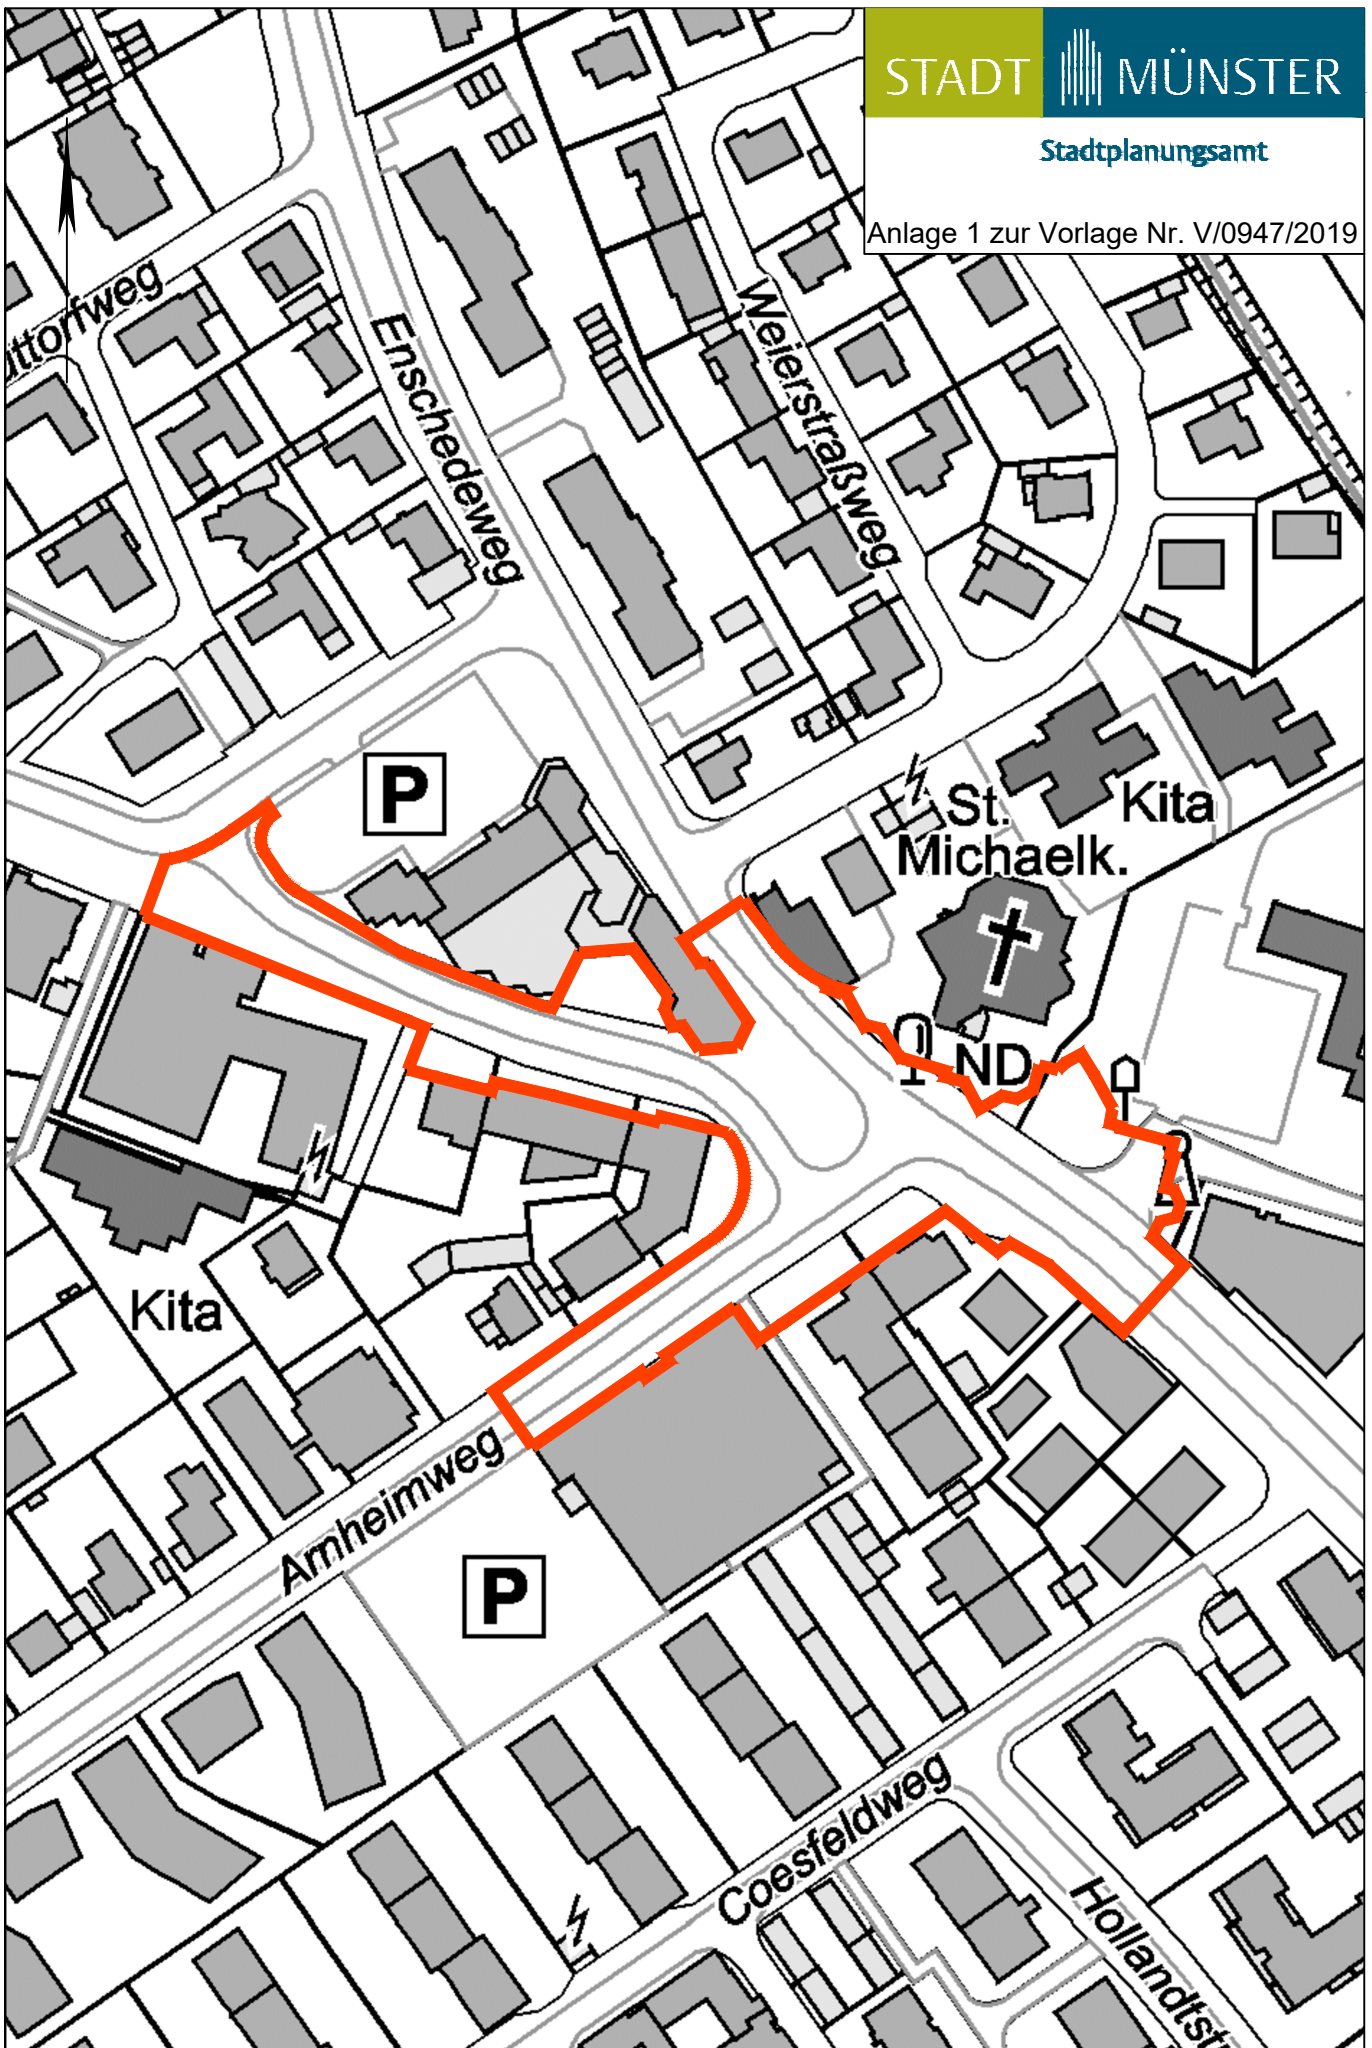 STADT MÜNSTER
Stadtplanungsamt
Anlage 1 zur Vorlage Nr. V/0947/2019
Enschedeweg
Weierstraßweg
P
St.
Michaelk.
Kita
ND
Kita
Arnheimweg
P
Coesfeldweg